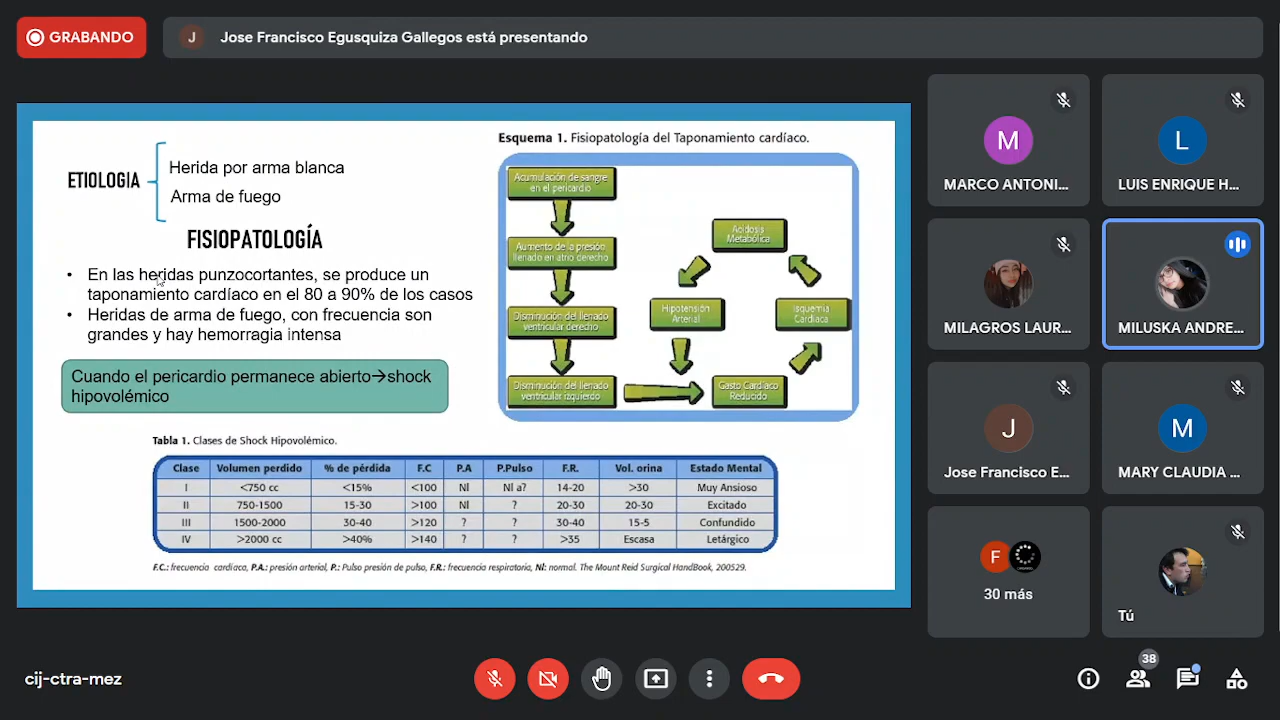 GRABANDO
J Jose Francisco Egusquiza Gallegos está presentando
ETIOLOGIA
Herida por arma blanca
Arma de fuego
FISIOPATOLOGÍA
• En las heridas punzocortantes, se produce un
taponamiento cardíaco en el 80 a 90% de los casos
• Heridas de arma de fuego, con frecuencia son
grandes y hay hemorragia intensa
Cuando el pericardio permanece abierto→shock
hipovolémico
Esquema 1. Fisiopatología del Taponamiento cardíaco.
Acumulación de sangre
en el pericardio
Aumento de la presión
llenado en atrio derecho
Disminución del llenado
ventricular derecho
Disminución del llenado
ventricular izquierdo
Acidosis
Metabólica
Hipotensión
Arterial
Isquemia
Cardíaca
Gasto Cardíaco
Reducido
Tabla 1. Clases de Shock Hipovolémico.
Clase Volumen perdido % de pérdida F.C P.A P.Pulso F.R. Vol. orina Estado Mental
I <750 cc <15% <100 Nl Nl a? 14-20 >30 Muy Ansioso
II 750-1500 15-30 >100 Nl ? 20-30 20-30 Excitado
III 1500-2000 30-40 >120 ? ? 30-40 15-5 Confundido
IV >2000 cc >40% >140 ? ? >35 Escasa Letárgico
F.C.: frecuencia cardíaca, P.A.: presión arterial, P.: Pulso presión de pulso, F.R.: frecuencia respiratoria, Nl: normal. The Mount Reid Surgical HandBook, 200529.
M
MARCO ANTONI...
L
LUIS ENRIQUE H...
MILAGROS LAUR...
MILUSKA ANDRE...
J
Jose Francisco E...
M
MARY CLAUDIA ...
F
30 más
Tú
cij-ctra-mez
38